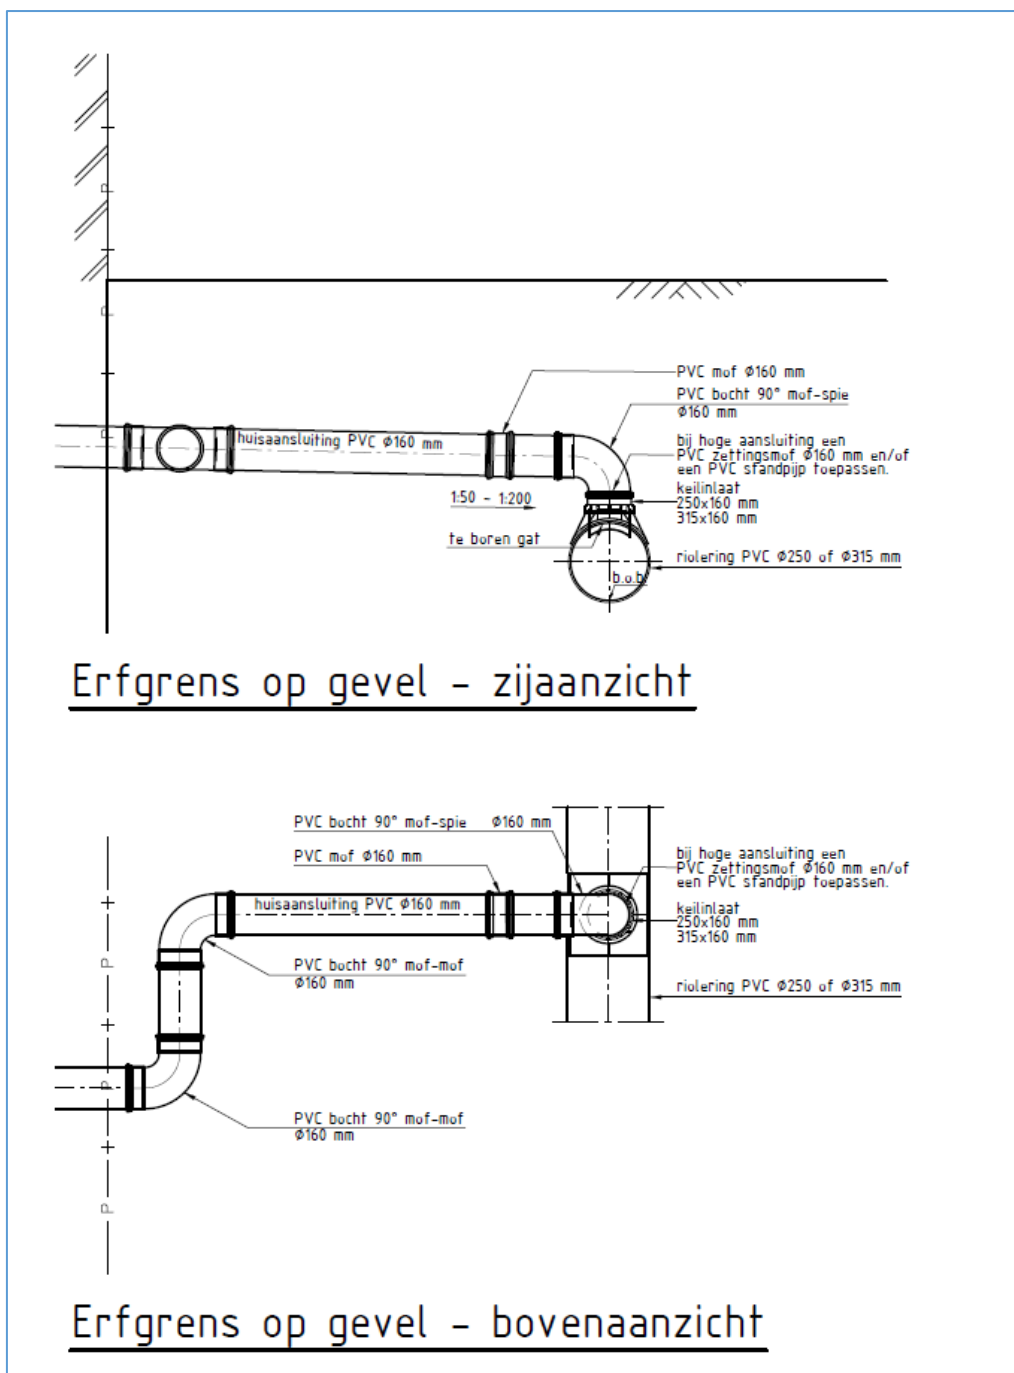 P
P
P
PVC mof Ø160 mm
PVC bocht 90° mof-spie
Ø160 mm
huisaansluiting PVC Ø160 mm
bij hoge aansluiting een
PVC zettingsmof Ø160 mm en/of
een PVC standpijp toepassen.
keilinlaat
250x160 mm
315x160 mm
1:50 - 1:200
te boren gat
riolering PVC Ø250 of Ø315 mm
b.o.b
Erfgrens op gevel - zijaanzicht
PVC bocht 90° mof-spie Ø160 mm
PVC mof Ø160 mm
bij hoge aansluiting een
PVC zettingsmof Ø160 mm en/of
een PVC standpijp toepassen.
huisaansluiting PVC Ø160 mm
keilinlaat
250x160 mm
315x160 mm
P
PVC bocht 90° mof-mof
Ø160 mm
riolering PVC Ø250 of Ø315 mm
P
PVC bocht 90° mof-mof
Ø160 mm
P
Erfgrens op gevel - bovenaanzicht